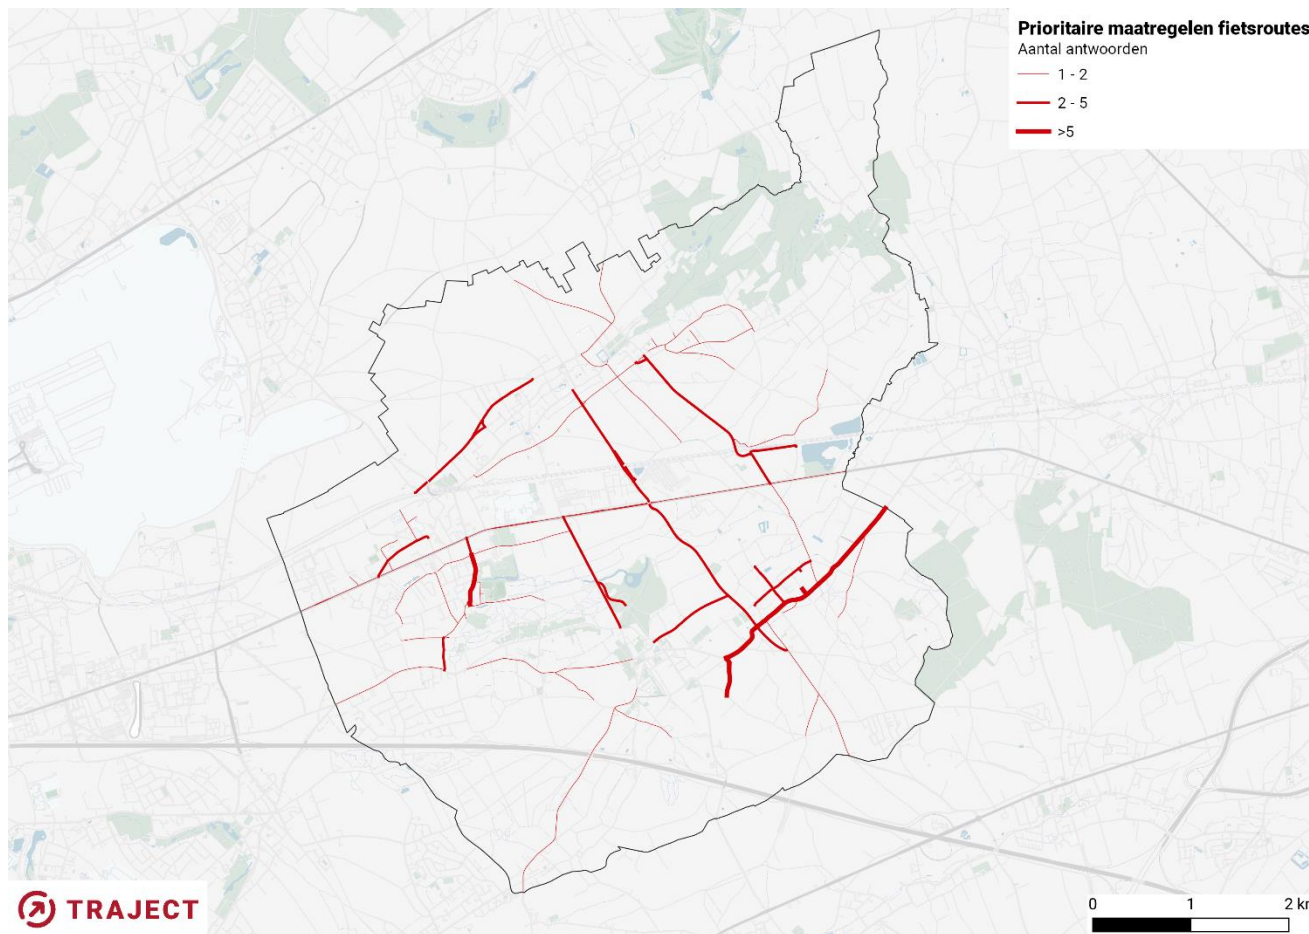 Prioritaire maatregelen fietsroutes
Aantal antwoorden
1 - 2
2 - 5
>5
TRAJECT
0 1 2 km